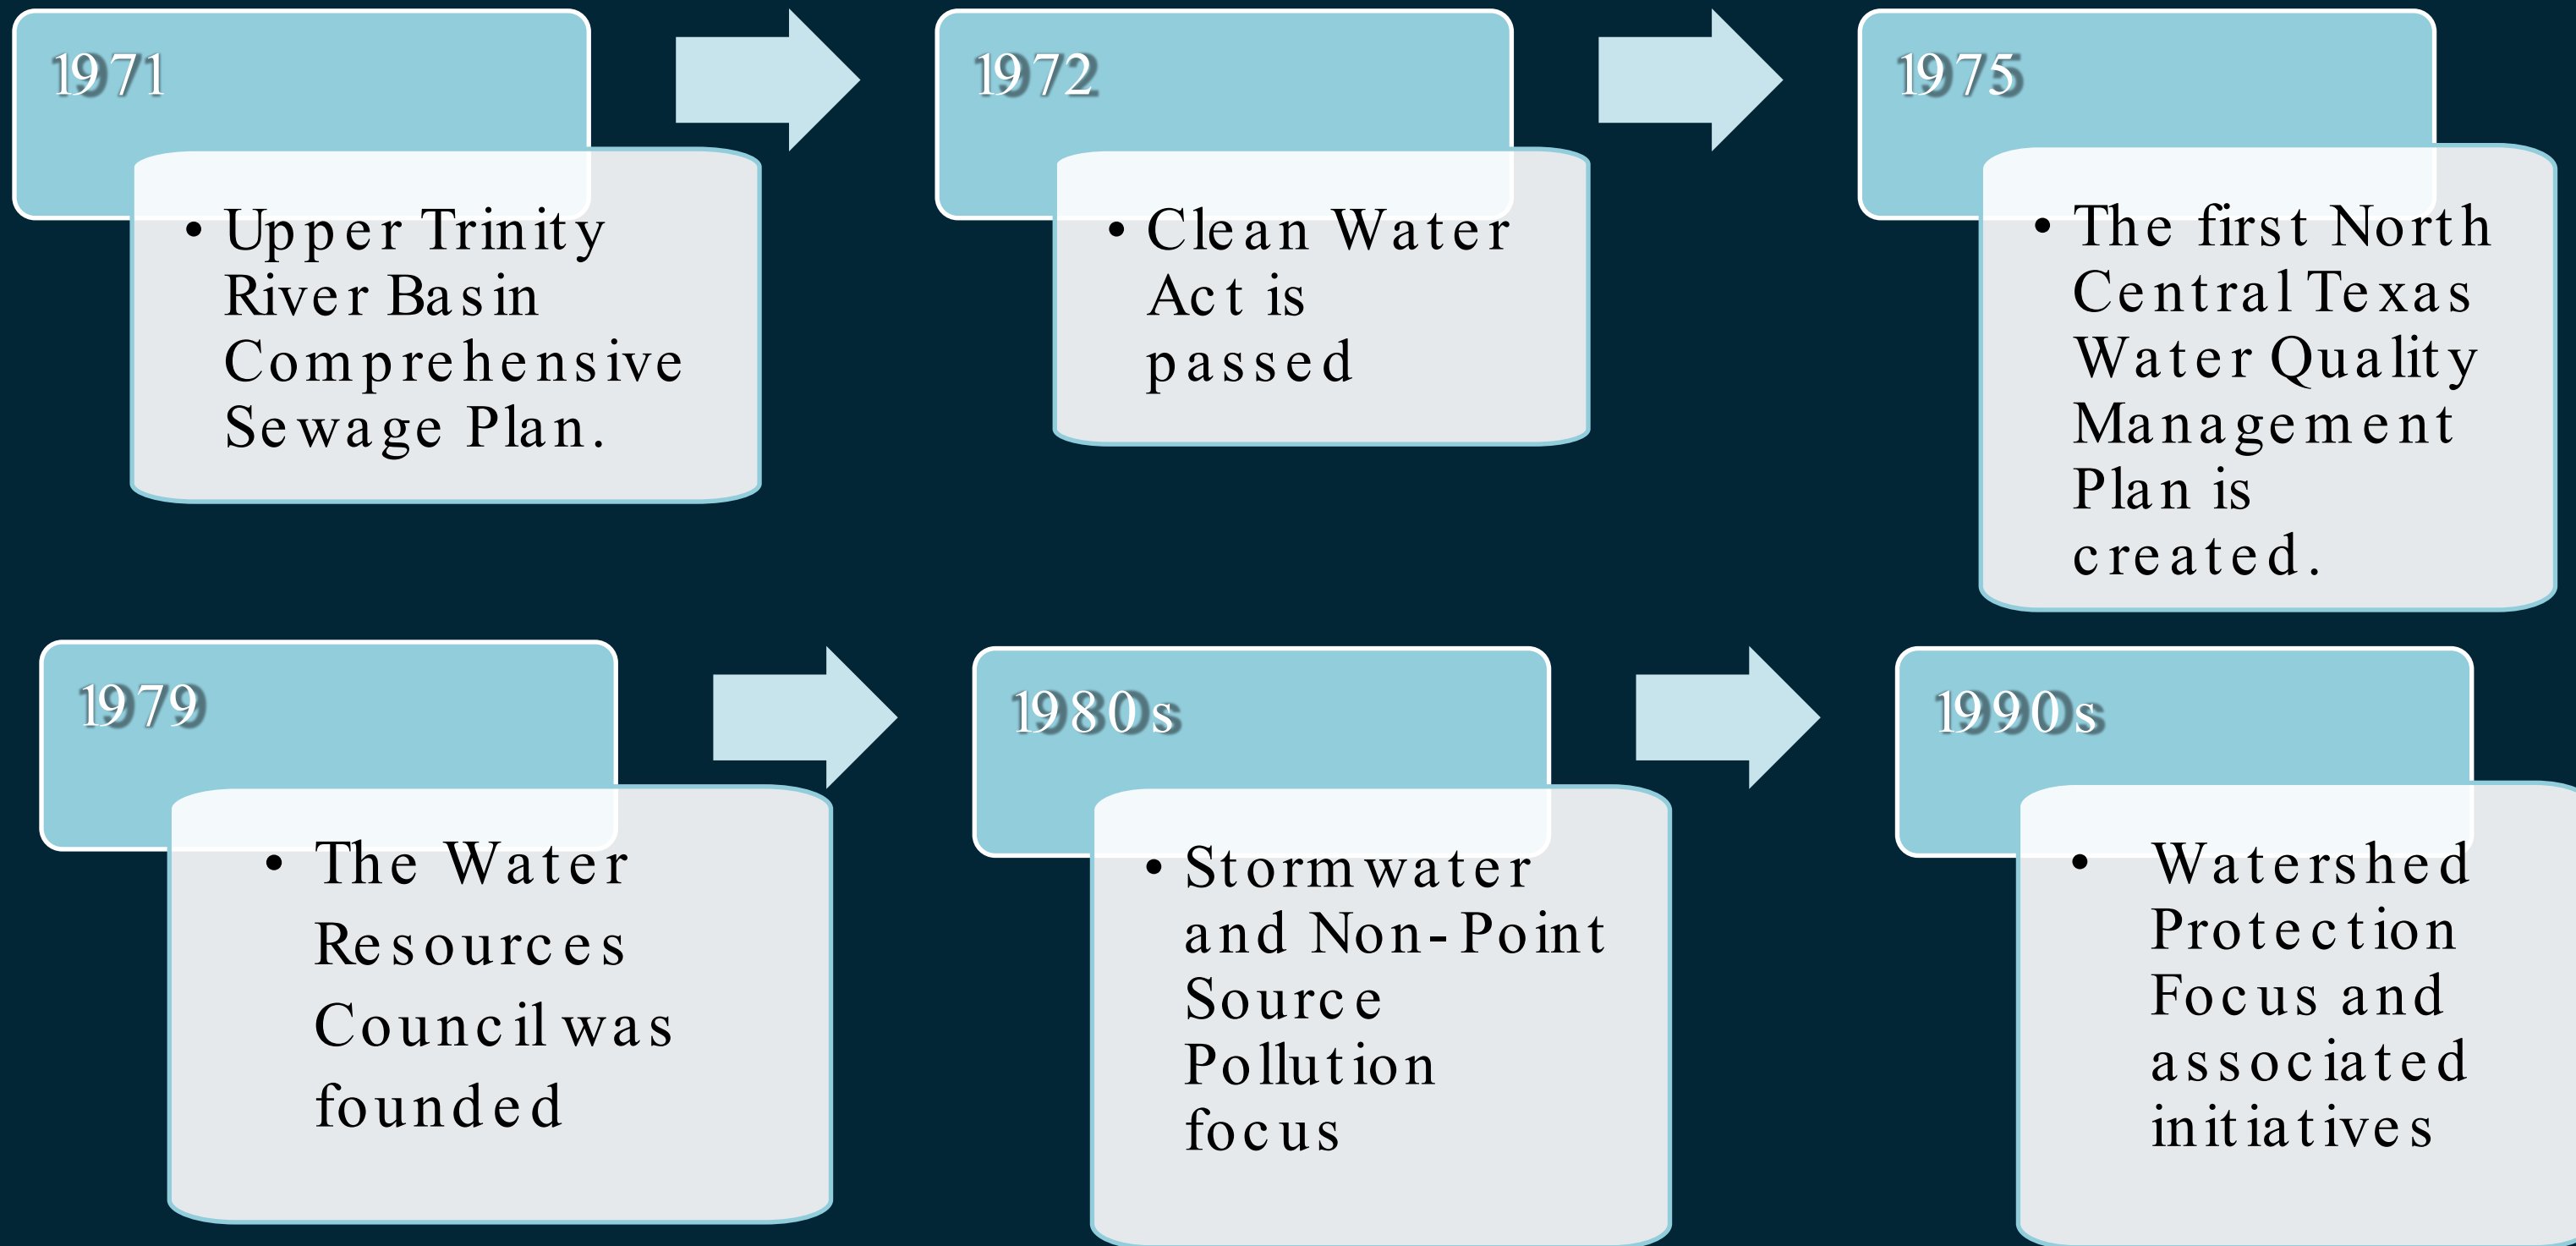 1971
• Upper Trinity
River Basin
Comprehensive
Sewage Plan.
1972
• Clean Water
Act is
passed
1975
• The first North
Central Texas
Water Quality
Management
Plan is
created.
1979
• The Water
Resources
Council was
founded
1980s
• Stormwater
and Non-Point
Source
Pollution
focus
1990s
• Watershed
Protection
Focus and
associated
initiatives